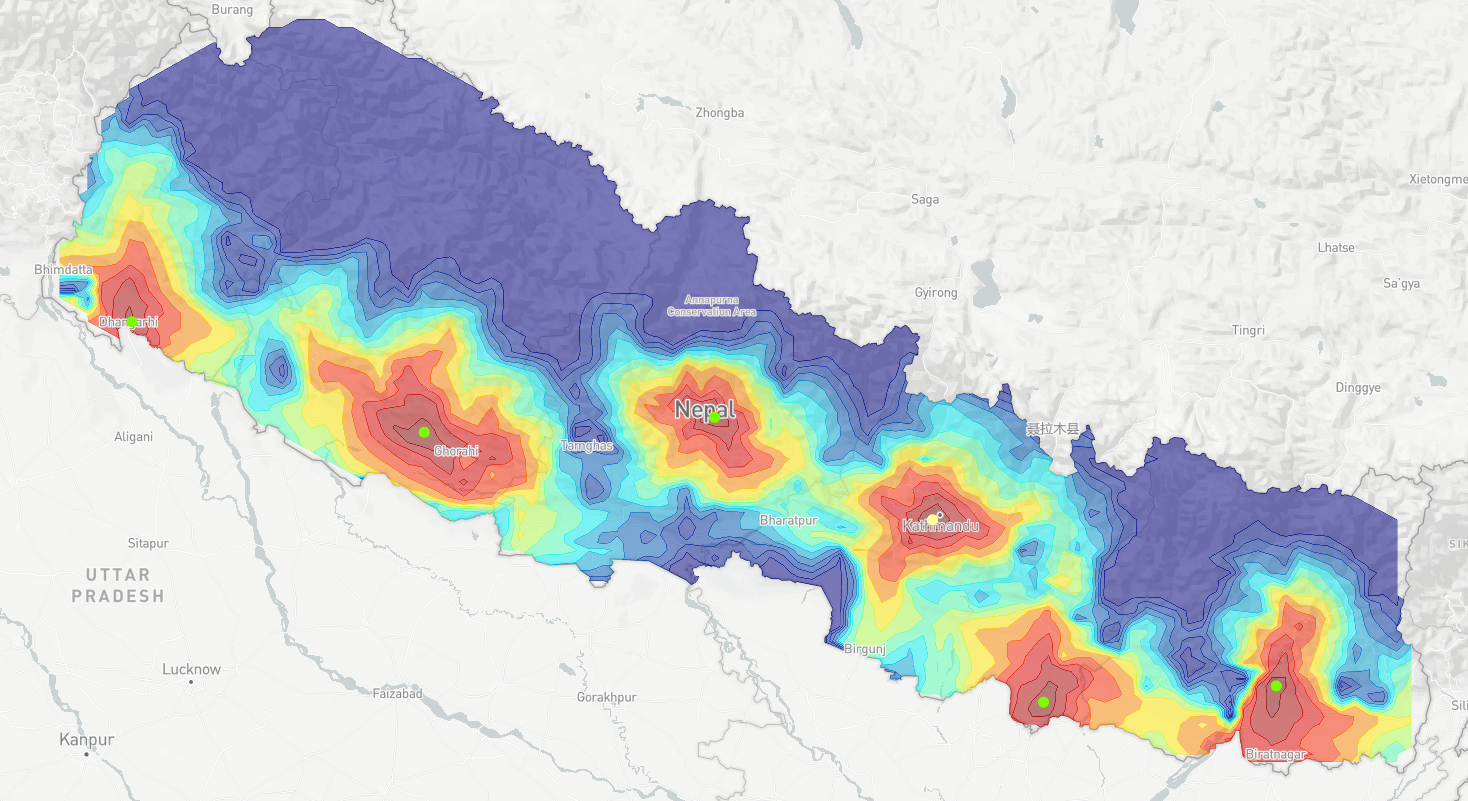 Burang
Zhongba
Xietongme
Saga
Lhatse
Bhimdatta
Sa'gya
Gyirong
Annapurna
Conservation Area
Dhangarhi
Tingri
Dinggye
Nepal
聂拉木县
Aligani
Tamghas
Ghorahi
Bharatpur
Kathmandu
Sitapur
SIK
UTTAR
PRADESH
Birgunj
Lucknow
Faizabad
Gorakhpur
Sili
Kanpur
Biratnagar